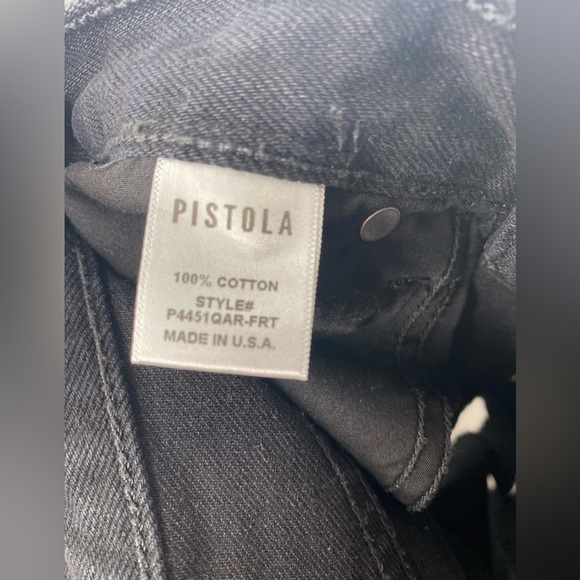 PISTOLA
100% COTTON
STYLE#
P4451QAR-FRT
MADE IN U.S.A.